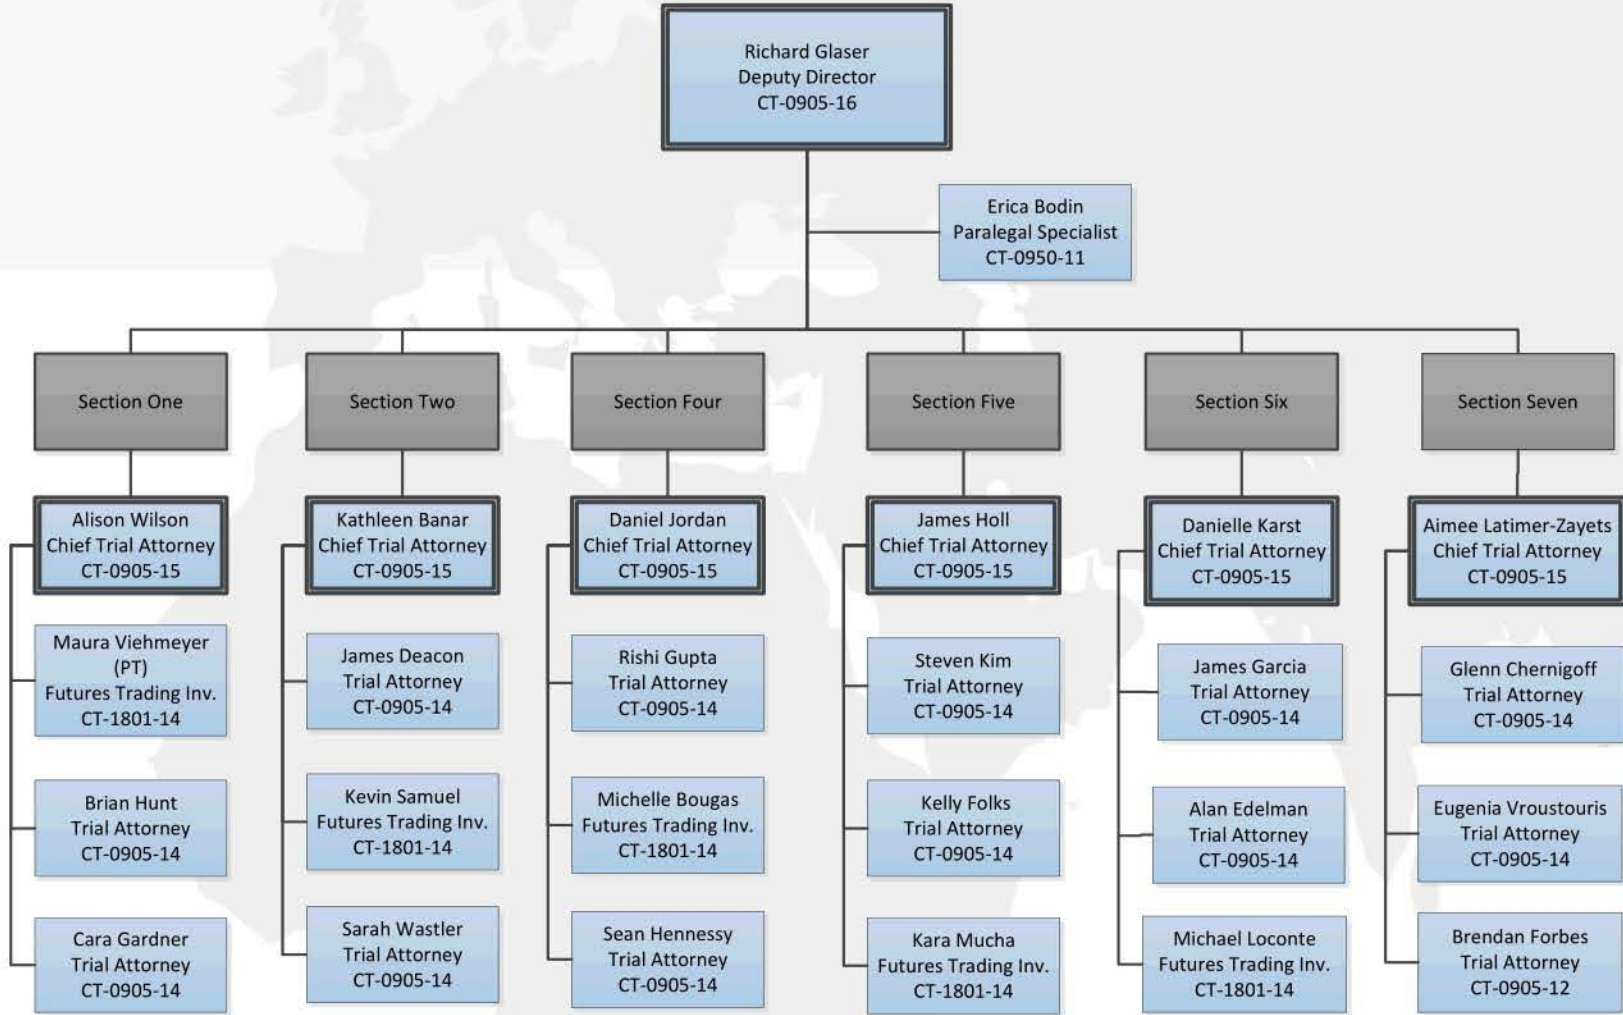 Richard Glaser
Deputy Director
CT-0905-16
Erica Bodin
Paralegal Specialist
CT-0950-11
Section One
Section Two
Section Four
Section Five
Section Six
Section Seven
Alison Wilson
Chief Trial Attorney
CT-0905-15
Kathleen Banar
Chief Trial Attorney
CT-0905-15
Daniel Jordan
Chief Trial Attorney
CT-0905-15
James Holl
Chief Trial Attorney
CT-0905-15
Danielle Karst
Chief Trial Attorney
CT-0905-15
Aimee Latimer-Zayets
Chief Trial Attorney
CT-0905-15
Maura Viehmeyer
(PT)
Futures Trading Inv.
CT-1801-14
James Deacon
Trial Attorney
CT-0905-14
Rishi Gupta
Trial Attorney
CT-0905-14
Steven Kim
Trial Attorney
CT-0905-14
James Garcia
Trial Attorney
CT-0905-14
Glenn Chernigoff
Trial Attorney
CT-0905-14
Brian Hunt
Trial Attorney
CT-0905-14
Kevin Samuel
Futures Trading Inv.
CT-1801-14
Michelle Bougas
Futures Trading Inv.
CT-1801-14
Kelly Folks
Trial Attorney
CT-0905-14
Alan Edelman
Trial Attorney
CT-0905-14
Eugenia Vroustouris
Trial Attorney
CT-0905-14
Cara Gardner
Trial Attorney
CT-0905-14
Sarah Wastler
Trial Attorney
CT-0905-14
Sean Hennessy
Trial Attorney
CT-0905-14
Kara Mucha
Futures Trading Inv.
CT-1801-14
Michael Loconte
Futures Trading Inv.
CT-1801-14
Brendan Forbes
Trial Attorney
CT-0905-12